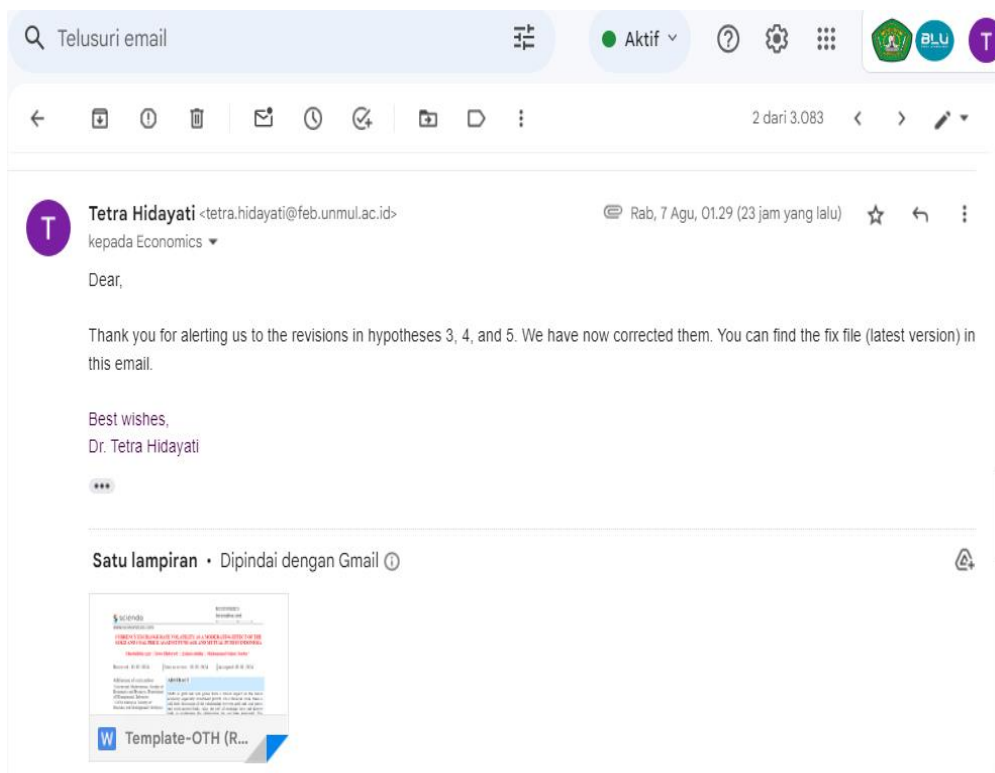 Telusuri email
Aktif
BLU
T
2 dari 3.083
T
Tetra Hidayati <tetra.hidayati@feb.unmul.ac.id>
Rab, 7 Agu, 01.29 (23 jam yang lalu)
kepada Economics
Dear,
Thank you for alerting us to the revisions in hypotheses 3, 4, and 5. We have now corrected them. You can find the fix file (latest version) in
this email.
Best wishes,
Dr. Tetra Hidayati
Satu lampiran • Dipindai dengan Gmail
sciendo
ABSTRACT
W Template-OTH (R...